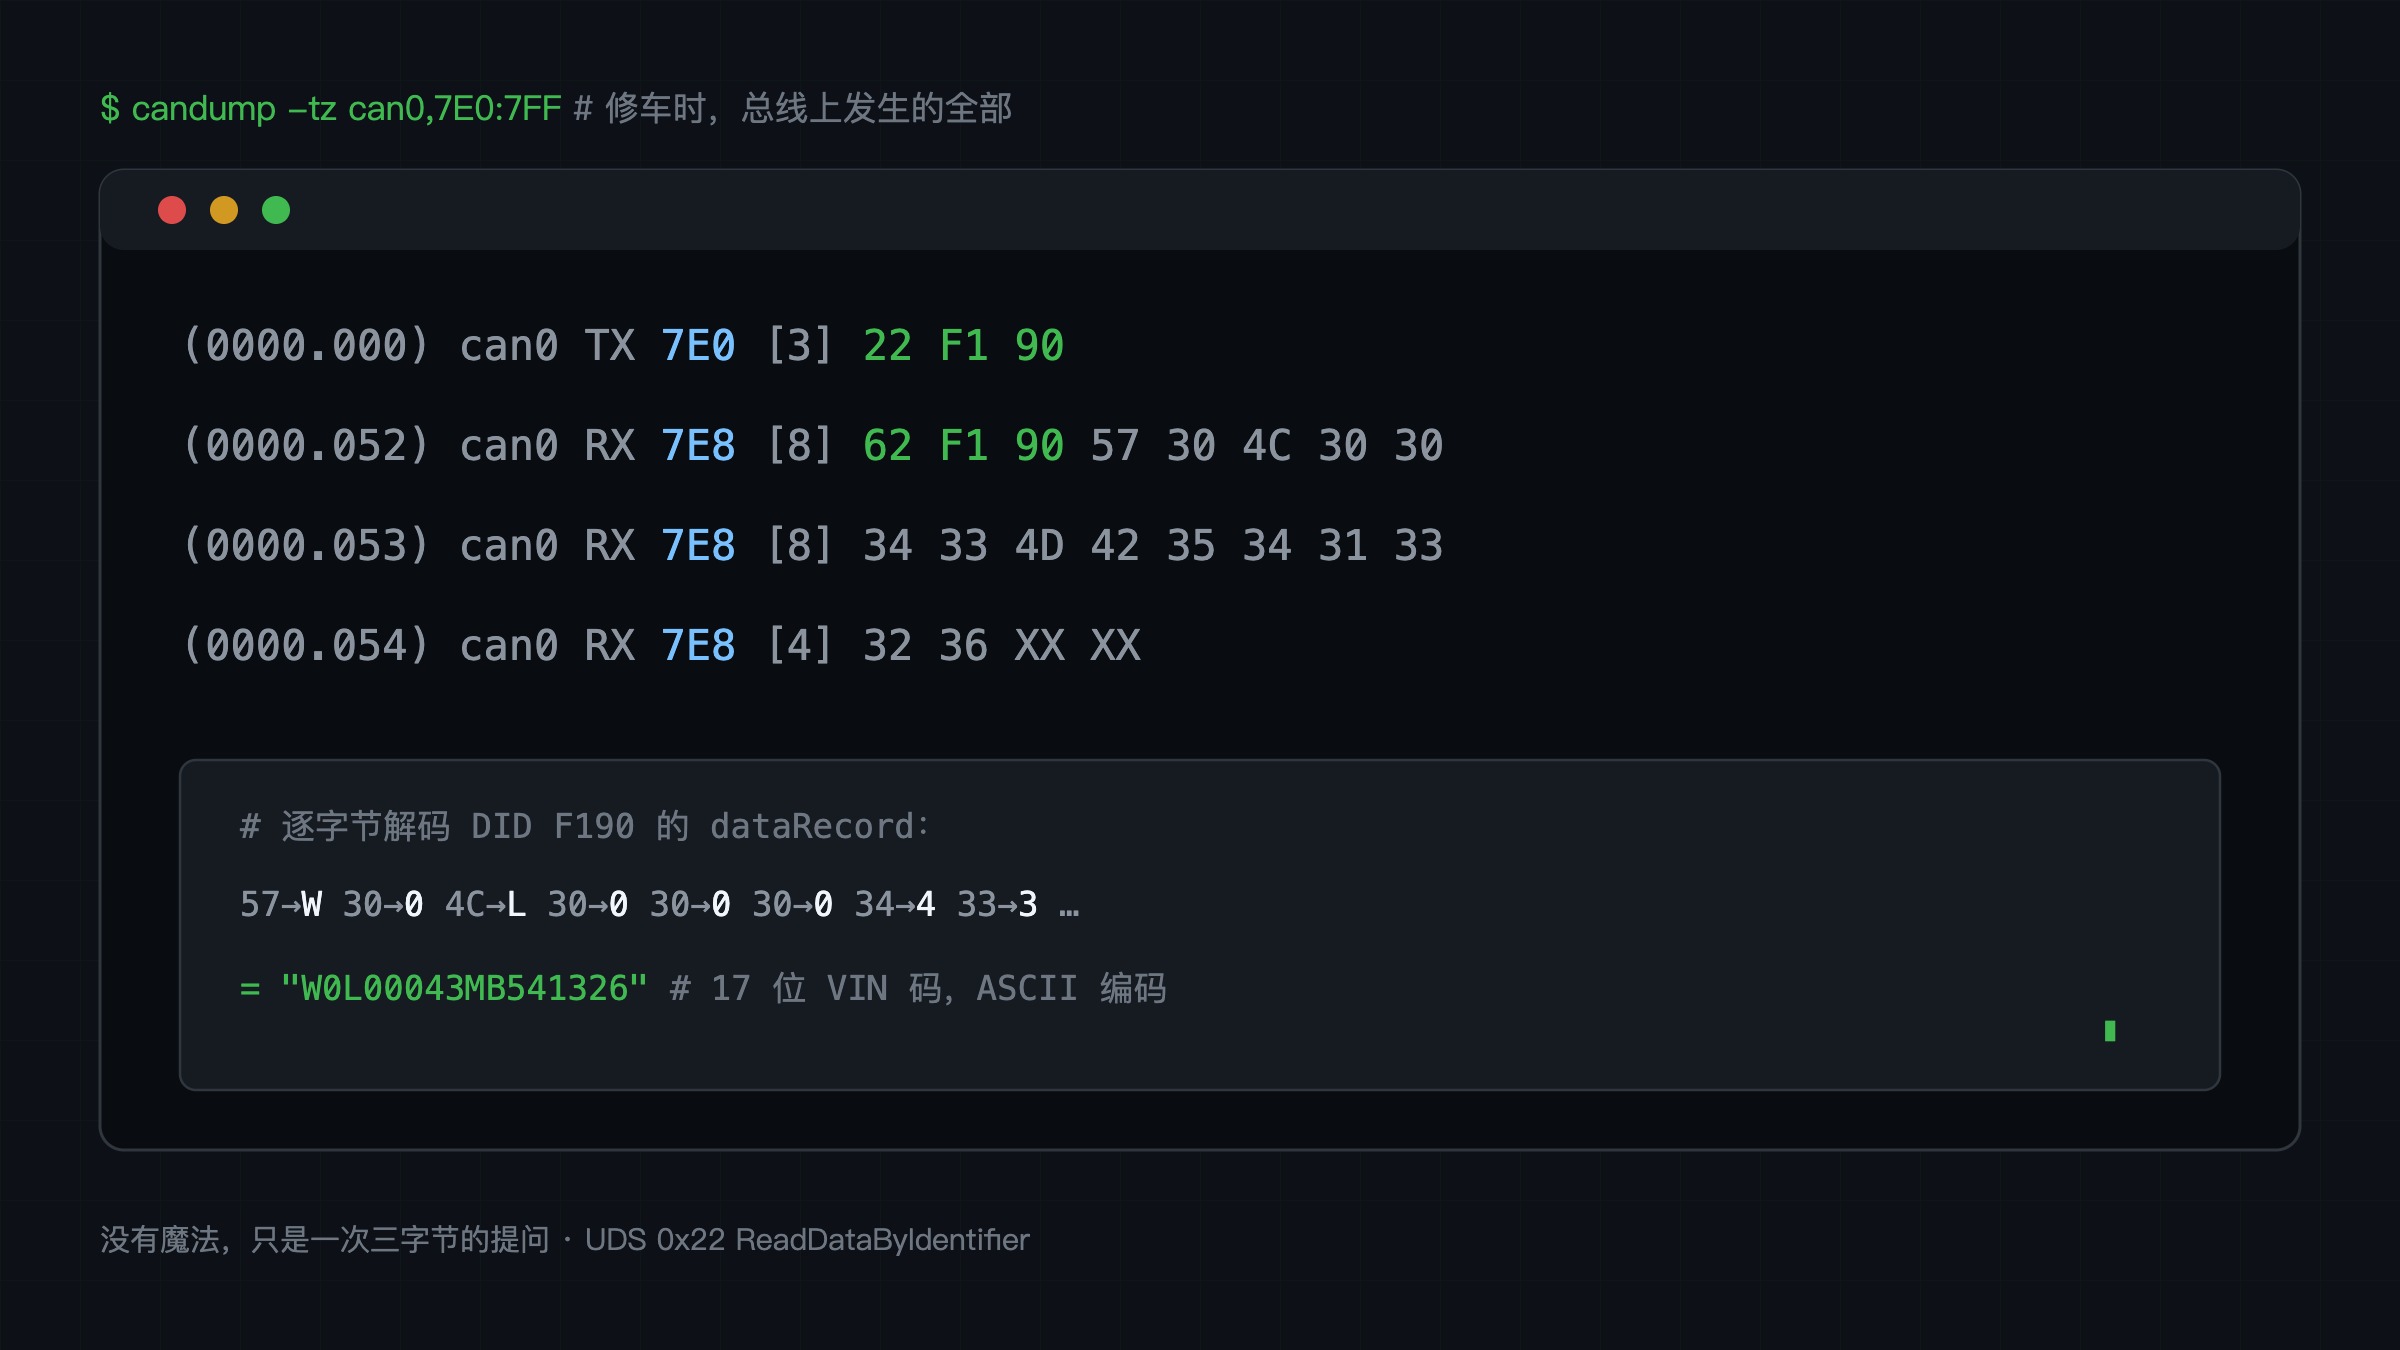 $ candump –tz can0,7E0:7FF # 修车时，总线上发生的全部
(0000.000) can0 TX 7E0 [3] 22 F1 90
(0000.052) can0 RX 7E8 [8] 62 F1 90 57 30 4C 30 30
(0000.053) can0 RX 7E8 [8] 34 33 4D 42 35 34 31 33
(0000.054) can0 RX 7E8 [4] 32 36 XX XX
# 逐字节解码 DID F190 的 dataRecord：
57→W 30→0 4C→L 30→0 30→0 30→0 34→4 33→3 …
= "W0L00043MB541326" # 17 位 VIN 码，ASCII 编码
没有魔法，只是一次三字节的提问 · UDS 0x22 ReadDataByIdentifier